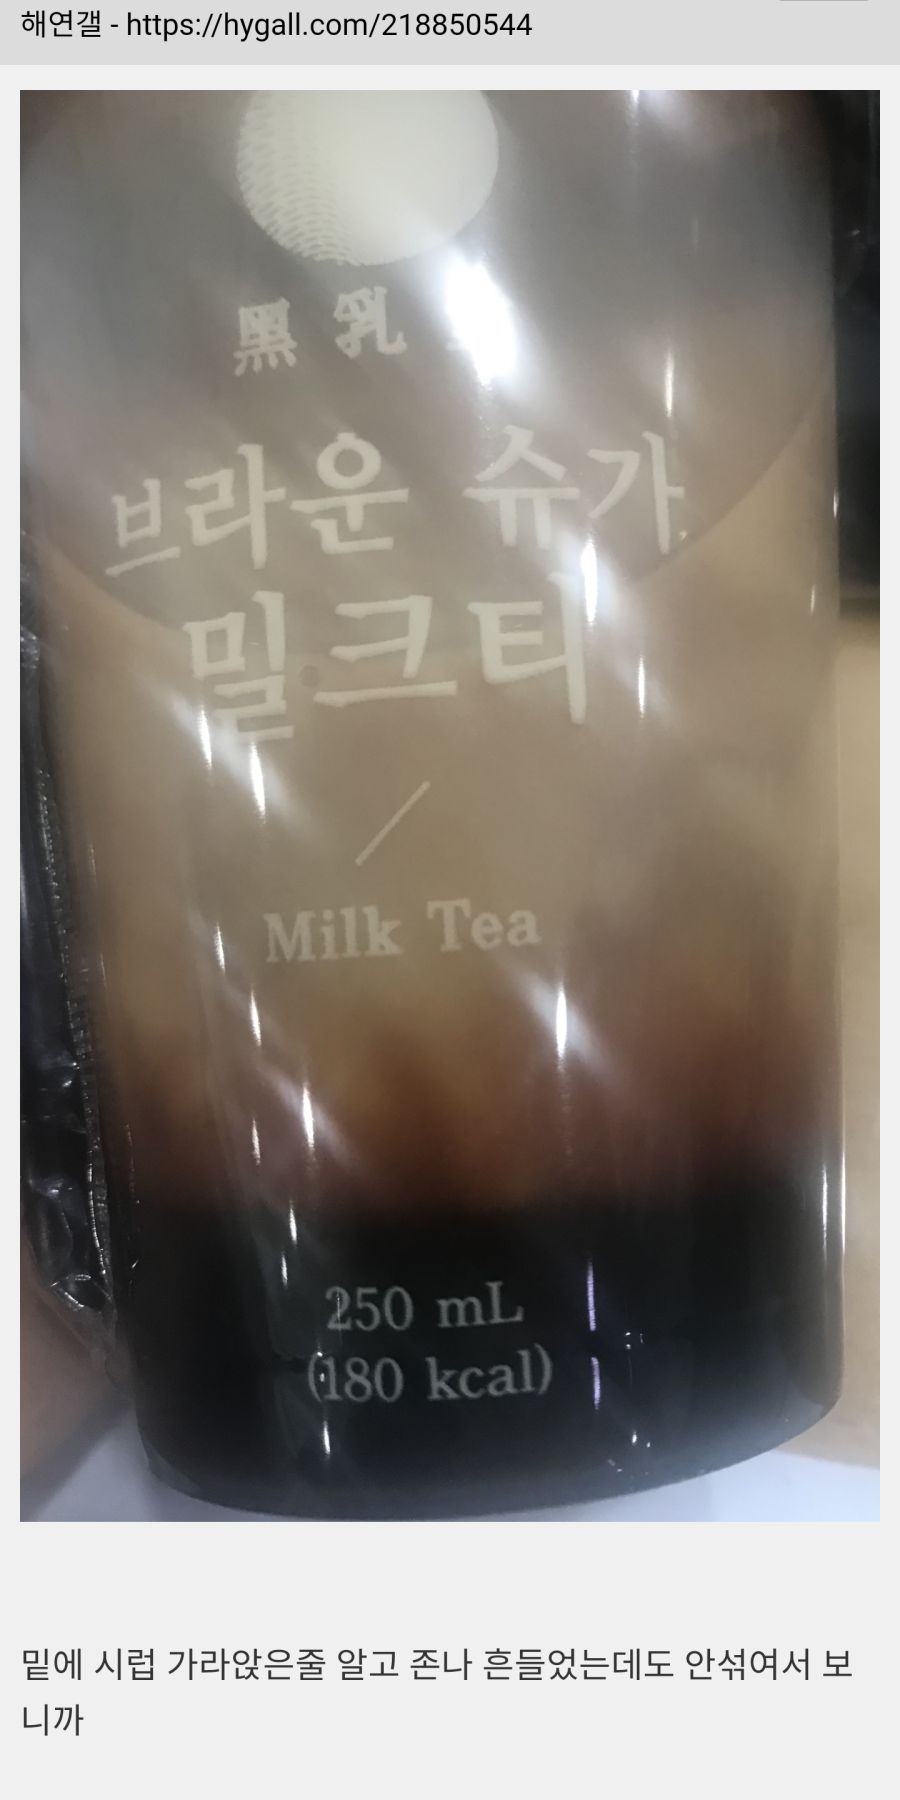 해연갤 - https://hygall.com/218850544
黑 乳
브라운 슈가
밀크티
Milk Tea
250 mL
(180 kcal)
밑에 시럽 가라앉은줄 알고 존나 흔들었는데도 안섞여서 보
니까